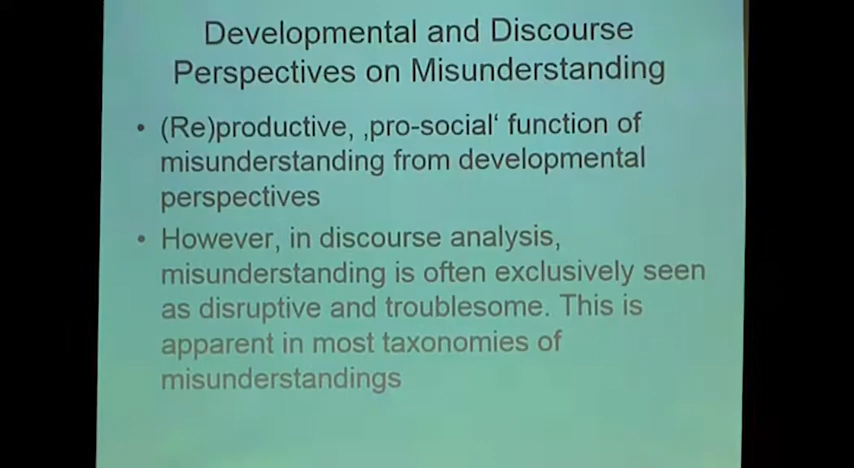 Developmental and Discourse
Perspectives on Misunderstanding
• (Re)productive, ‚pro-social‘ function of
misunderstanding from developmental
perspectives
• However, in discourse analysis,
misunderstanding is often exclusively seen
as disruptive and troublesome. This is
apparent in most taxonomies of
misunderstandings